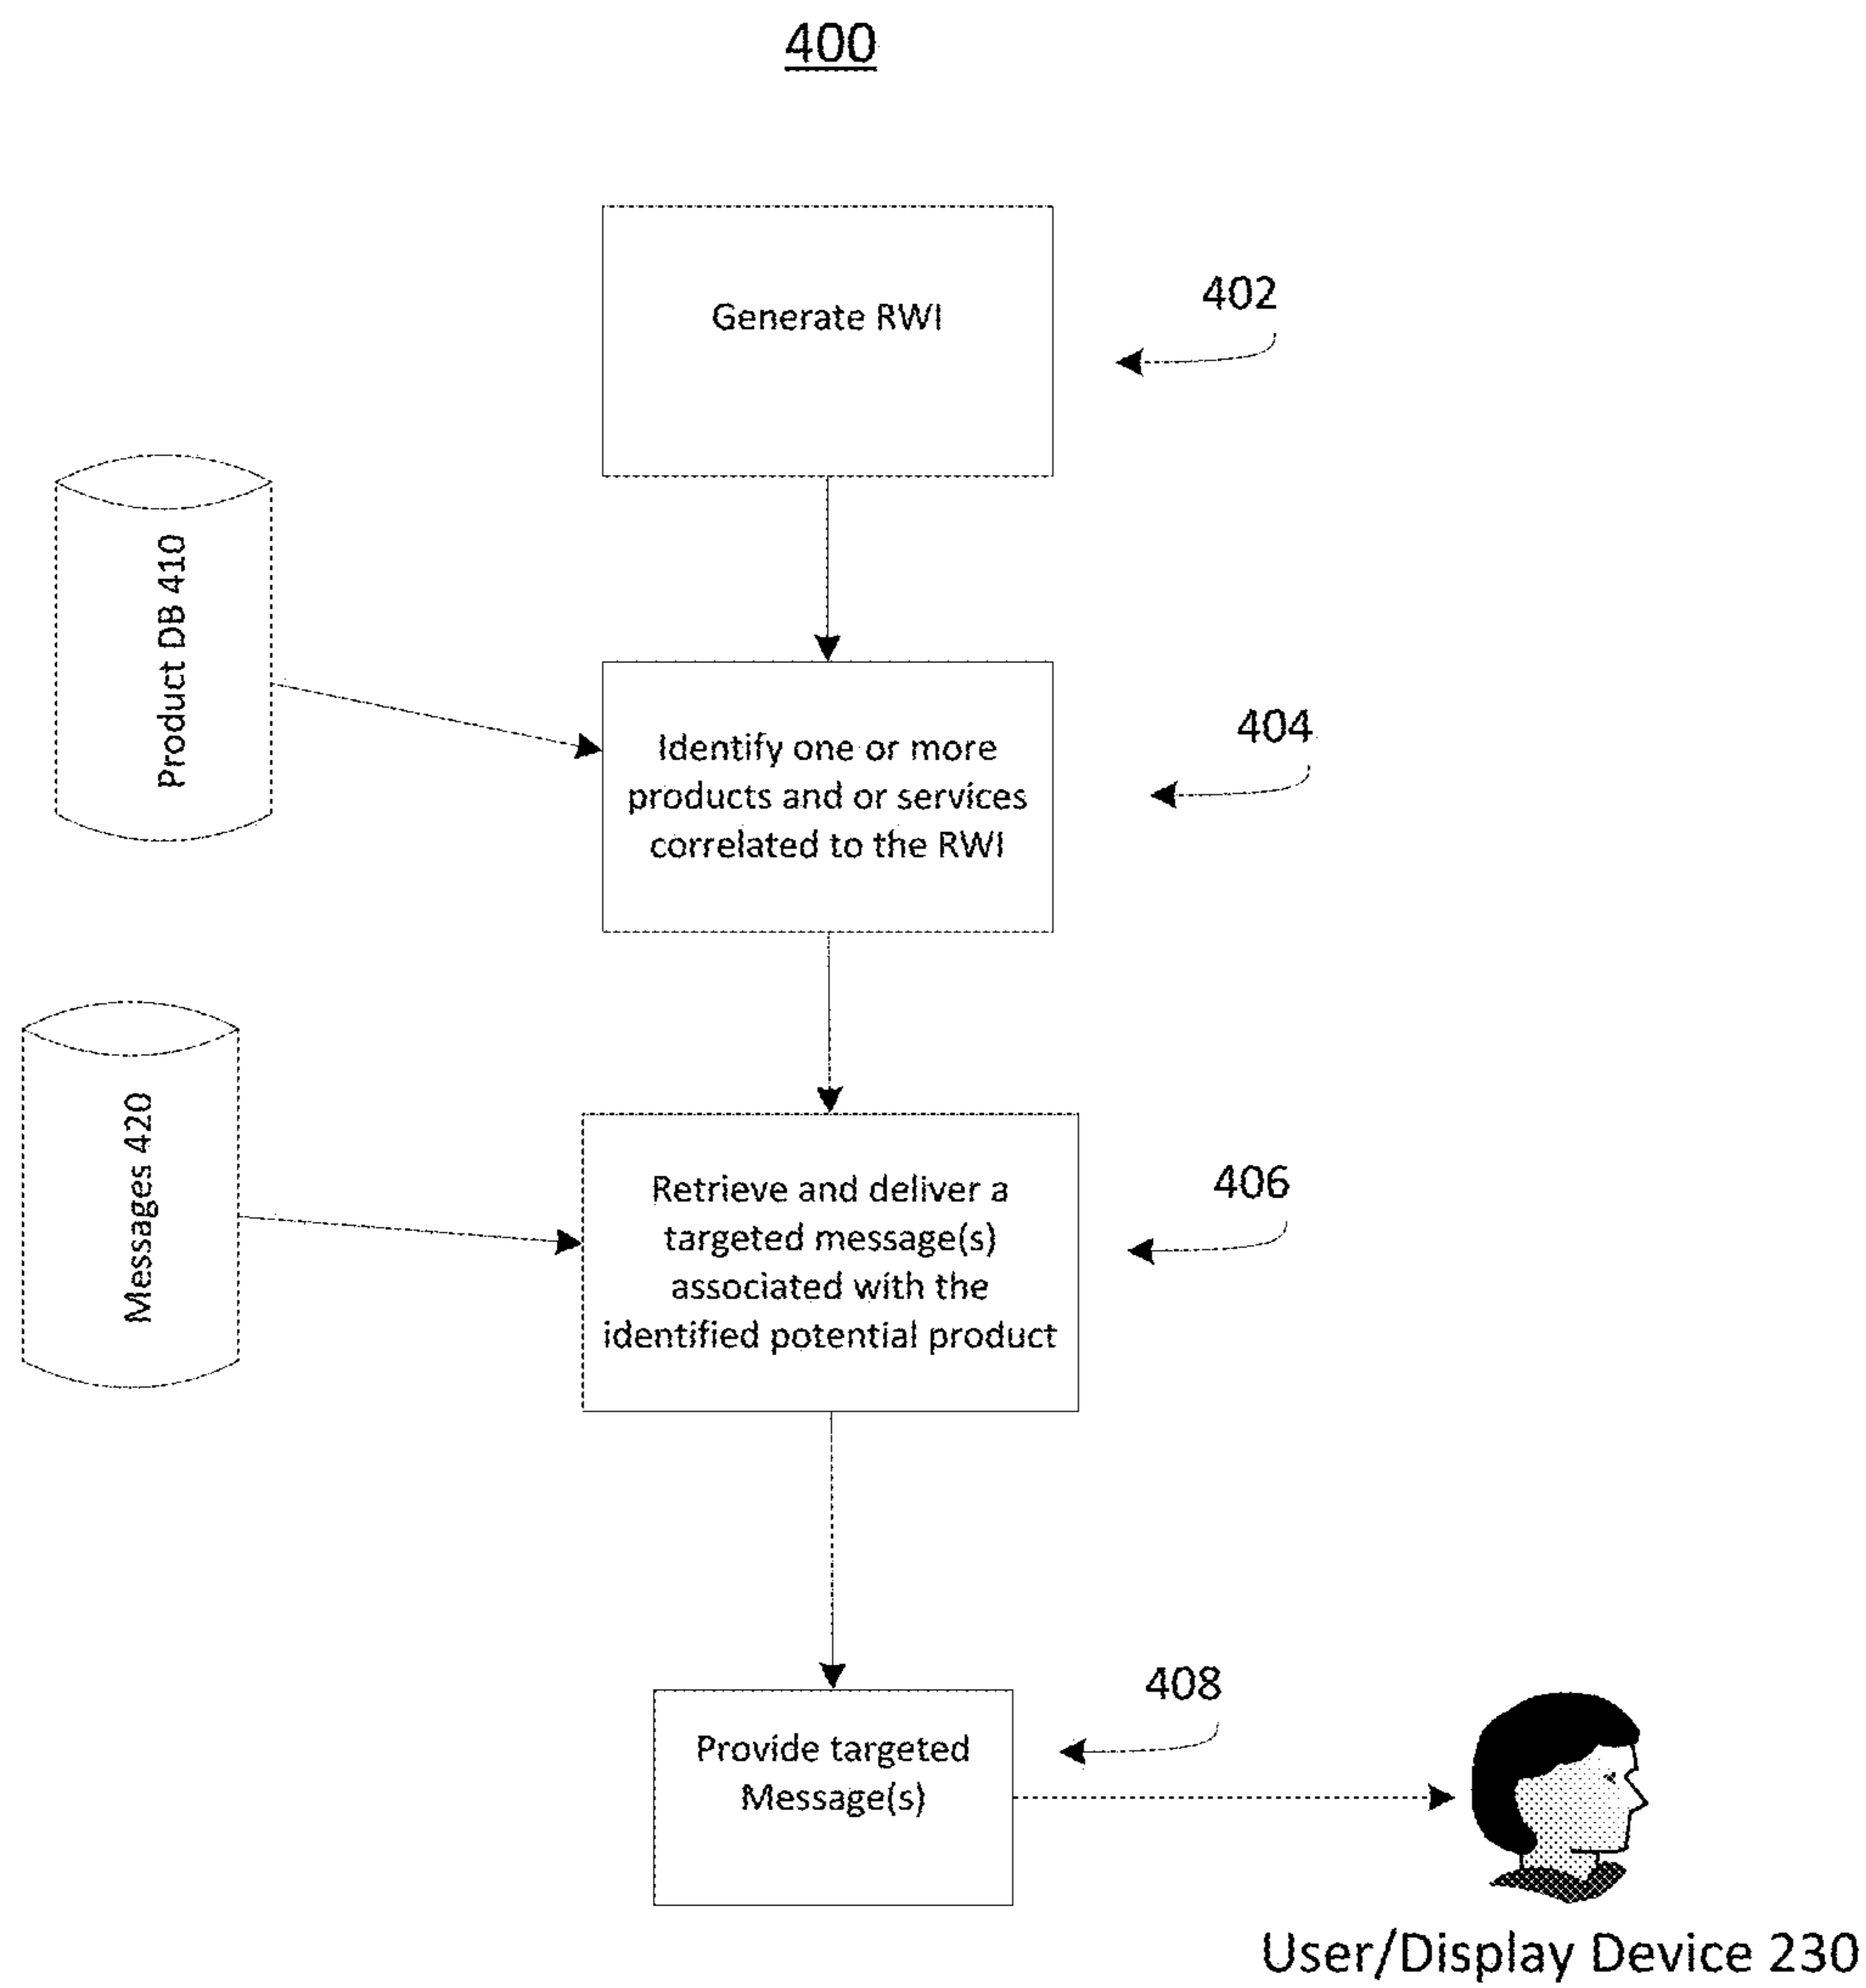 400
Generate RWI
402
Product DB 410
Identify one or more
products and or services
correlated to the RWI
404
Messages 420
Retrieve and deliver a
targeted message(s)
associated with the
identified potential product
406
Provide targeted
Message(s)
408
User/Display Device 230